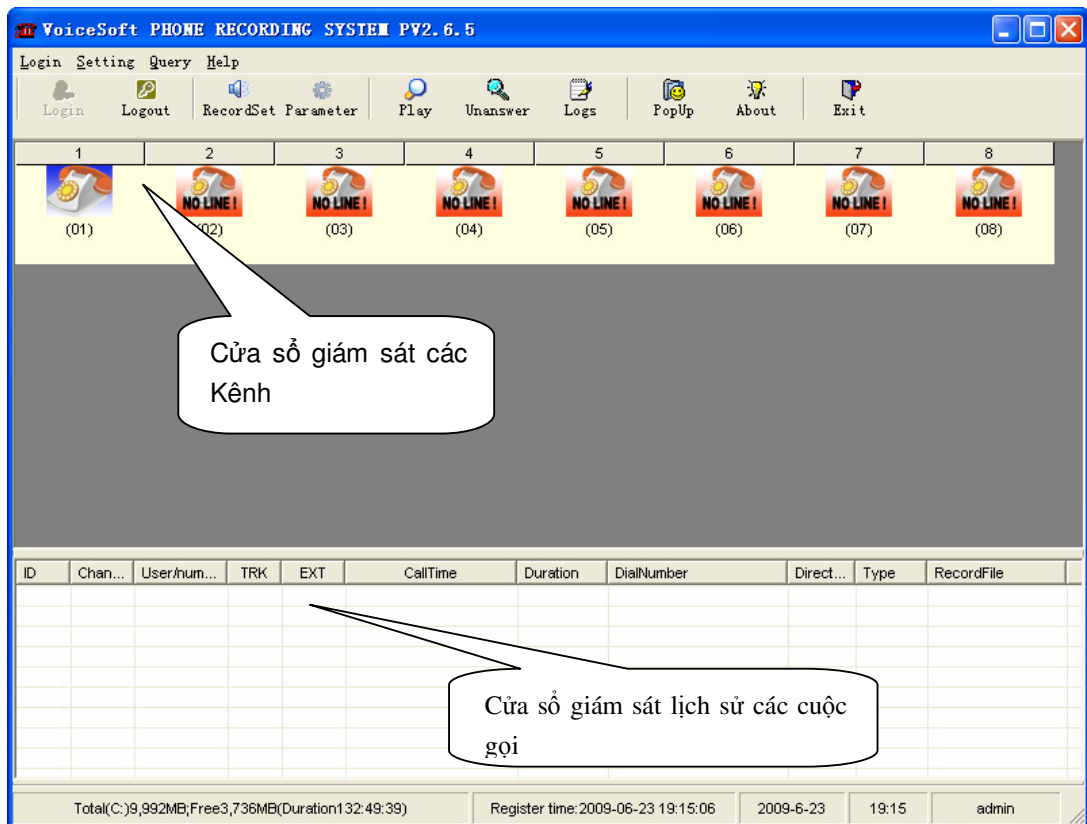 VoiceSoft PHONE RECORDING SYSTEM PV2.6.5
Login Setting Query Help
Login Logout RecordSet Parameter Play Unanswer Logs PopUp About Exit
1 2 3 4 5 6 7 8
NO LINE! NO LINE! NO LINE! NO LINE! NO LINE! NO LINE! NO LINE!
(01) (02) (03) (04) (05) (06) (07) (08)
Cửa sổ giám sát các
Kênh
ID Chan... User/num... TRK EXT CallTime Duration DialNumber Direct... Type RecordFile
Cửa sổ giám sát lịch sử các cuộc
gọi
Total(C:)9,992MB;Free3,736MB(Duration132:49:39) Register time:2009-06-23 19:15:06 2009-6-23 19:15 admin